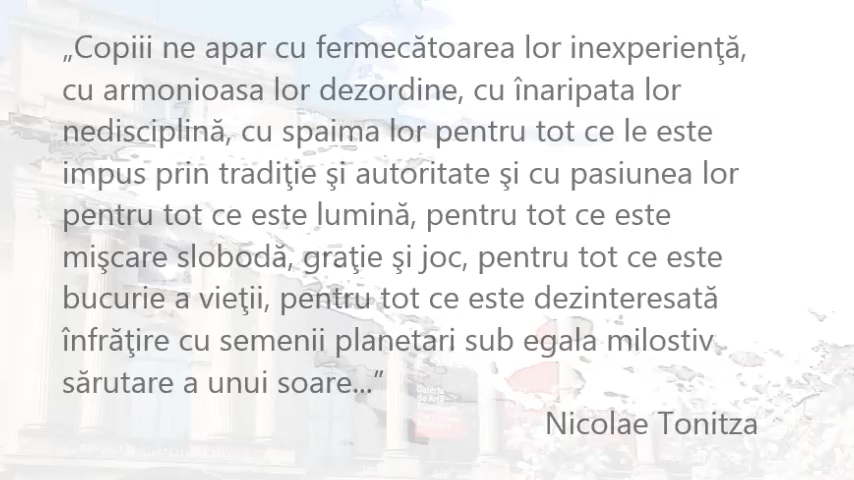 „Copiii ne apar cu fermecătoarea lor inexperienţă,
cu armonioasa lor dezordine, cu înaripata lor
nedisciplină, cu spaima lor pentru tot ce le este
impus prin tradiţie şi autoritate şi cu pasiunea lor
pentru tot ce este lumină, pentru tot ce este
mişcare slobodă, graţie şi joc, pentru tot ce este
bucurie a vieţii, pentru tot ce este dezinteresată
înfrăţire cu semenii planetari sub egala milostiv
sărutare a unui soare...”
Galeria
de Artă
Nicolae Tonitza